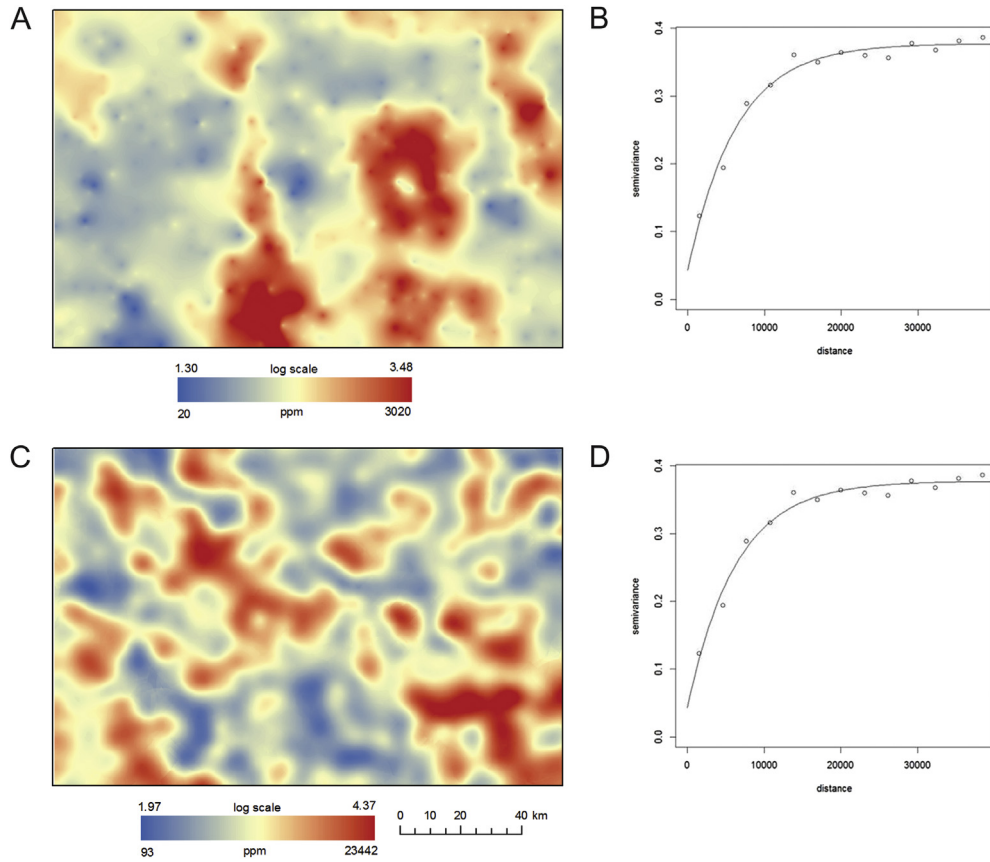 A
B
0.4
0.3
0.2
0.1
0.0
semivariance
0 10000 20000 30000
distance
1.30 log scale 3.48
20 ppm 3020
C
D
0.4
0.3
0.2
0.1
0.0
semivariance
0 10000 20000 30000
distance
1.97 log scale 4.37
93 ppm 23442
0 10 20 40 km